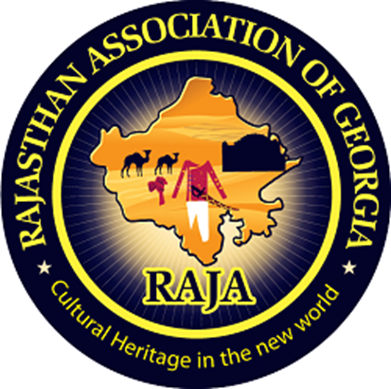 RAJASTHAN ASSOCIATION OF GEORGIA
RAJA
Cultural Heritage in the new world